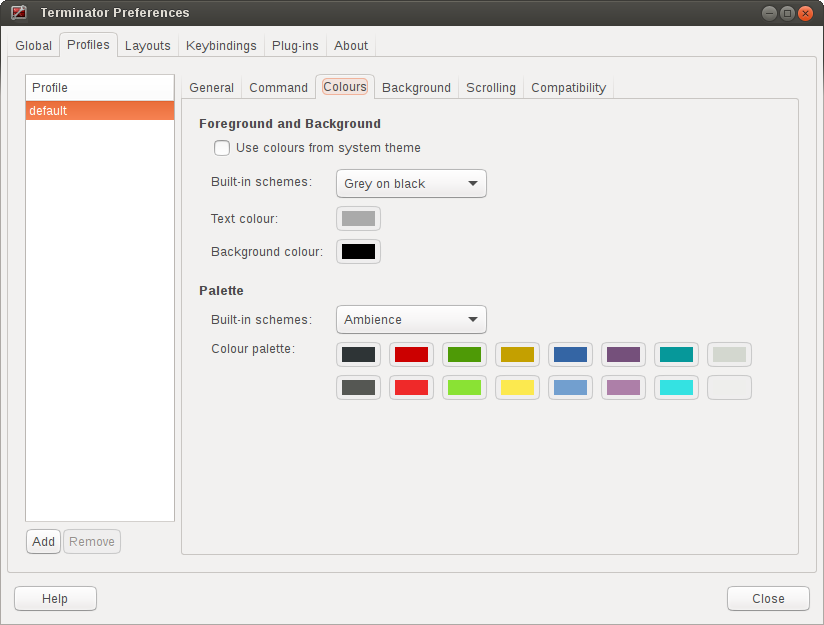 Terminator Preferences
Global Profiles Layouts Keybindings Plug-ins About
Profile
default
General Command Colours Background Scrolling Compatibility
Foreground and Background
Use colours from system theme
Built-in schemes: Grey on black
Text colour:
Background colour:
Palette
Built-in schemes: Ambience
Colour palette:
Add Remove
Help Close